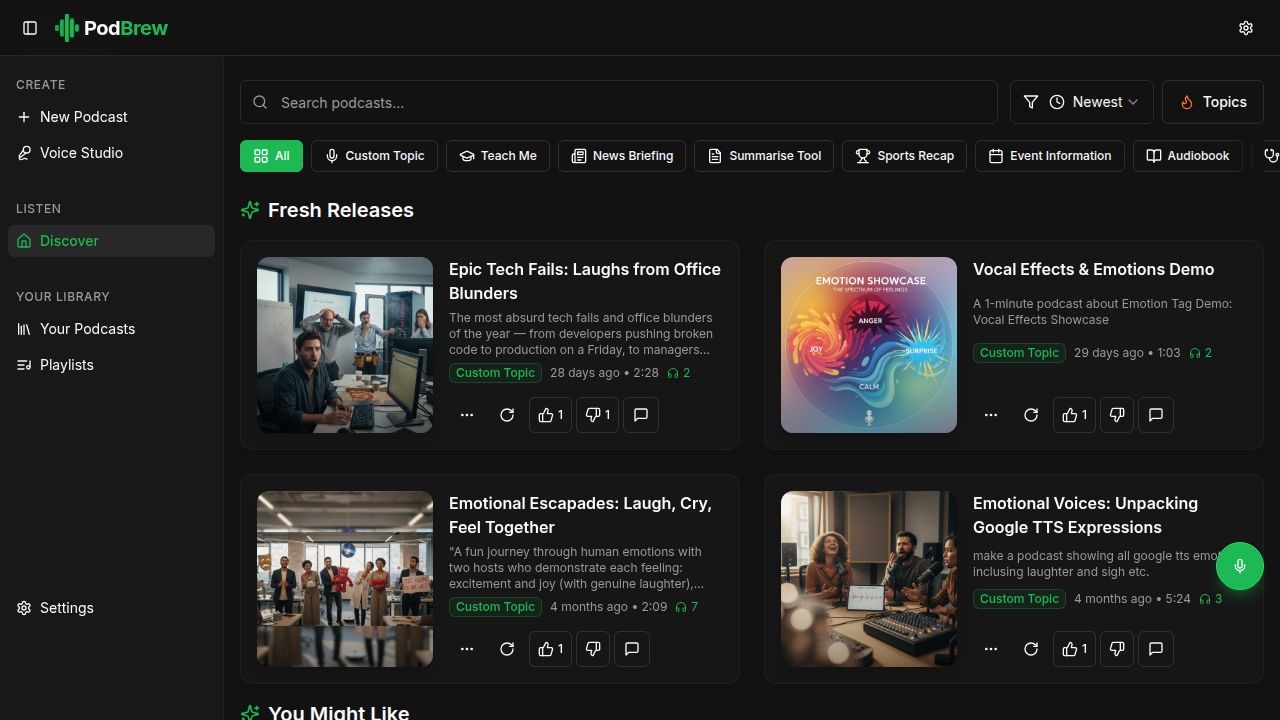 PodBrew
CREATE
New Podcast
Voice Studio
LISTEN
Discover
YOUR LIBRARY
Your Podcasts
Playlists
Settings
Search podcasts...
Newest
Topics
All
Custom Topic
Teach Me
News Briefing
Summarise Tool
Sports Recap
Event Information
Audiobook
Fresh Releases
Epic Tech Fails: Laughs from Office
Blunders
The most absurd tech fails and office blunders
of the year — from developers pushing broken
code to production on a Friday, to managers...
Custom Topic 28 days ago • 2:28 2
1 1
EMOTION SHOWCASE
THE SPECTRUM OF FEELINGS
ANGER
JOY
SURPRISE
CALM
Vocal Effects & Emotions Demo
A 1-minute podcast about Emotion Tag Demo:
Vocal Effects Showcase
Custom Topic 29 days ago • 1:03 2
1
Emotional Escapades: Laugh, Cry,
Feel Together
"A fun journey through human emotions with
two hosts who demonstrate each feeling:
excitement and joy (with genuine laughter),...
Custom Topic 4 months ago • 2:09 7
1
Emotional Voices: Unpacking
Google TTS Expressions
make a podcast showing all google tts
inclusing laughter and sigh etc.
Custom Topic 4 months ago • 5:24 3
1
You Might Like